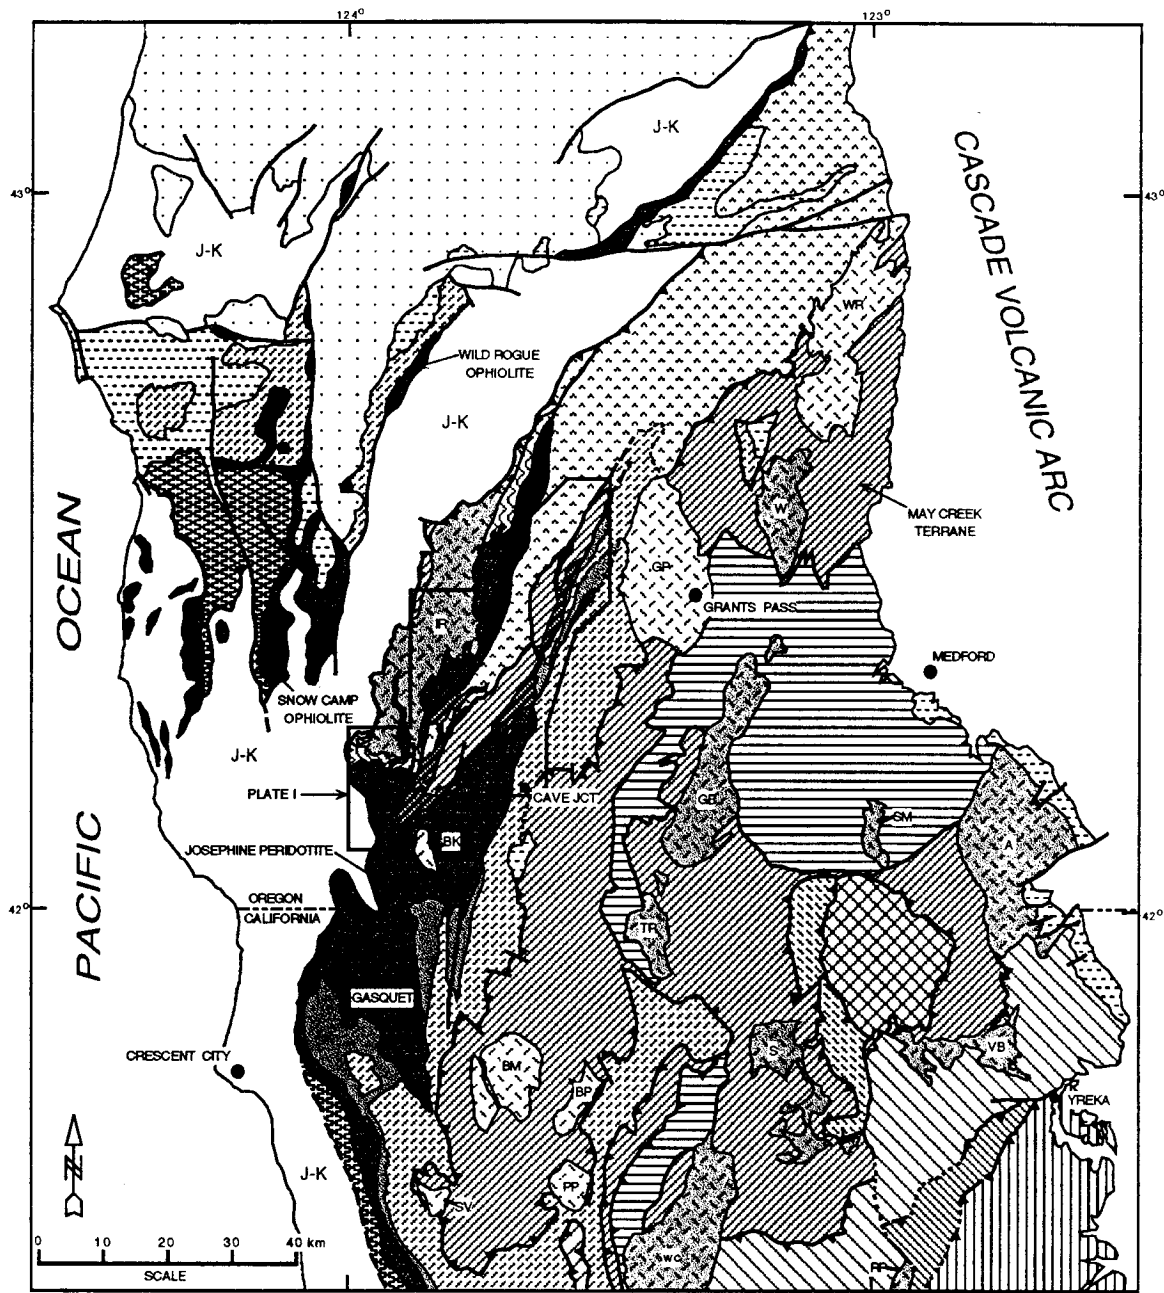 124°
123°
J-K
43°
43°
CASCADE VOLCANIC ARC
J-K
WR
WILD ROGUE
OPHIOLITE
J-K
OCEAN
W
MAY CREEK
TERRANE
GP
GRANTS PASS
IR
MEDFORD
SNOW CAMP
OPHIOLITE
J-K
PLATE I
CAVE JCT
GB
SM
PACIFIC
BK
A
JOSEPHINE PERIDOTITE
OREGON
CALIFORNIA
42°
42°
TR
GASQUET
CRESCENT CITY
BM
S
VB
BP
YREKA
N
J-K
PP
SV
SWC
RP
0 10 20 30 40 km
SCALE